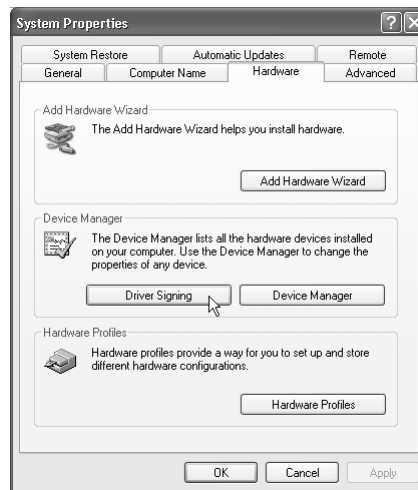 System Properties
System Restore Automatic Updates Remote
General Computer Name Hardware Advanced
Add Hardware Wizard
The Add Hardware Wizard helps you install hardware.
Add Hardware Wizard
Device Manager
The Device Manager lists all the hardware devices installed
on your computer. Use the Device Manager to change the
properties of any device.
Driver Signing Device Manager
Hardware Profiles
Hardware profiles provide a way for you to set up and store
different hardware configurations.
Hardware Profiles
OK Cancel Apply